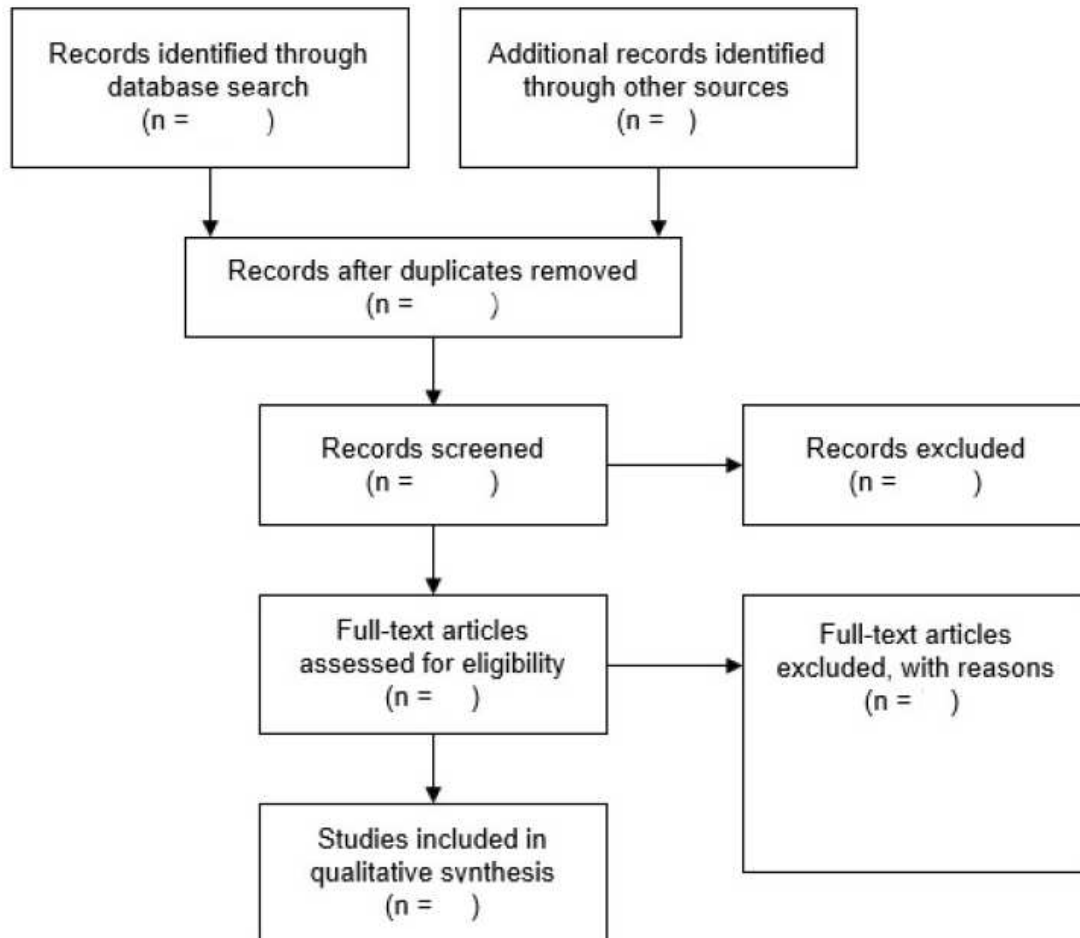 Records identified through
database search
(n = )
Additional records identified
through other sources
(n = )
Records after duplicates removed
(n = )
Records screened
(n = )
Records excluded
(n = )
Full-text articles
assessed for eligibility
(n = )
Full-text articles
excluded, with reasons
(n = )
Studies included in
qualitative synthesis
(n = )